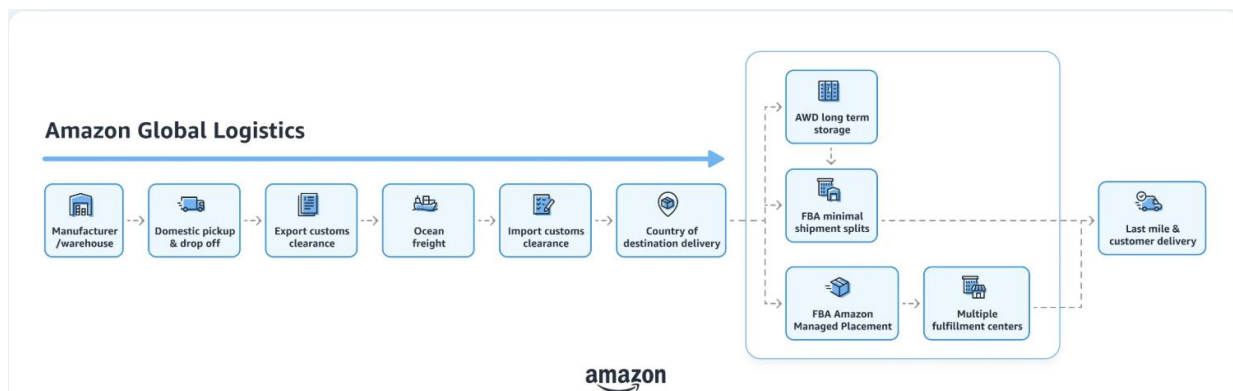 Amazon Global Logistics
Manufacturer
/warehouse
Domestic pickup
& drop off
Export customs
clearance
Ocean
freight
Import customs
clearance
Country of
destination delivery
AWD long term
storage
FBA minimal
shipment splits
FBA Amazon
Managed Placement
Multiple
fulfillment centers
Last mile &
customer delivery
amazon